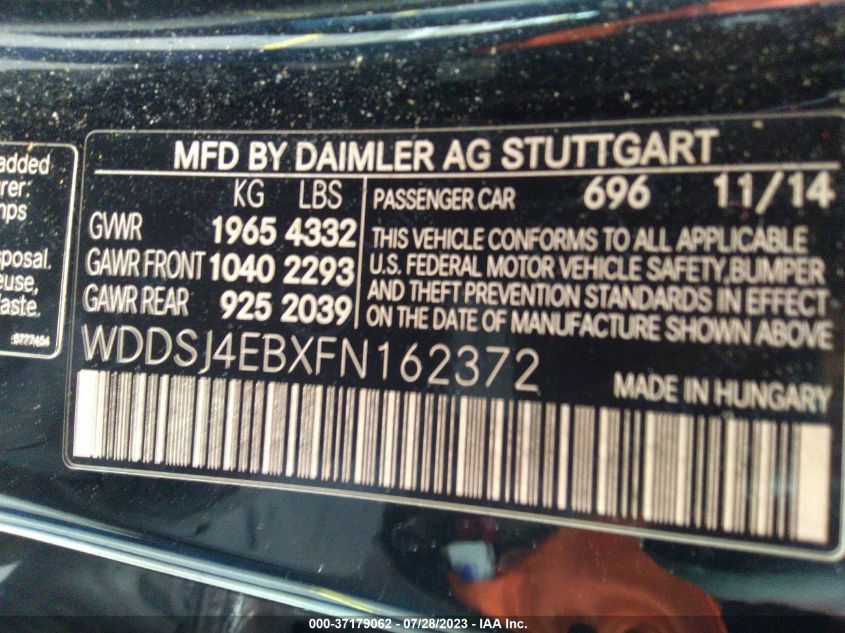 MFD BY DAIMLER AG STUTTGART
KG LBS
GVWR 1965 4332
GAWR FRONT 1040 2293
GAWR REAR 925 2039
PASSENGER CAR 696 11/14
THIS VEHICLE CONFORMS TO ALL APPLICABLE
U.S. FEDERAL MOTOR VEHICLE SAFETY, BUMPER
AND THEFT PREVENTION STANDARDS IN EFFECT
ON THE DATE OF MANUFACTURE SHOWN ABOVE
WDDSJ4EBXFN162372
MADE IN HUNGARY
added
urer:
mps
sposal.
euse,
aste.
000-37179062 - 07/28/2023 - IAA Inc.